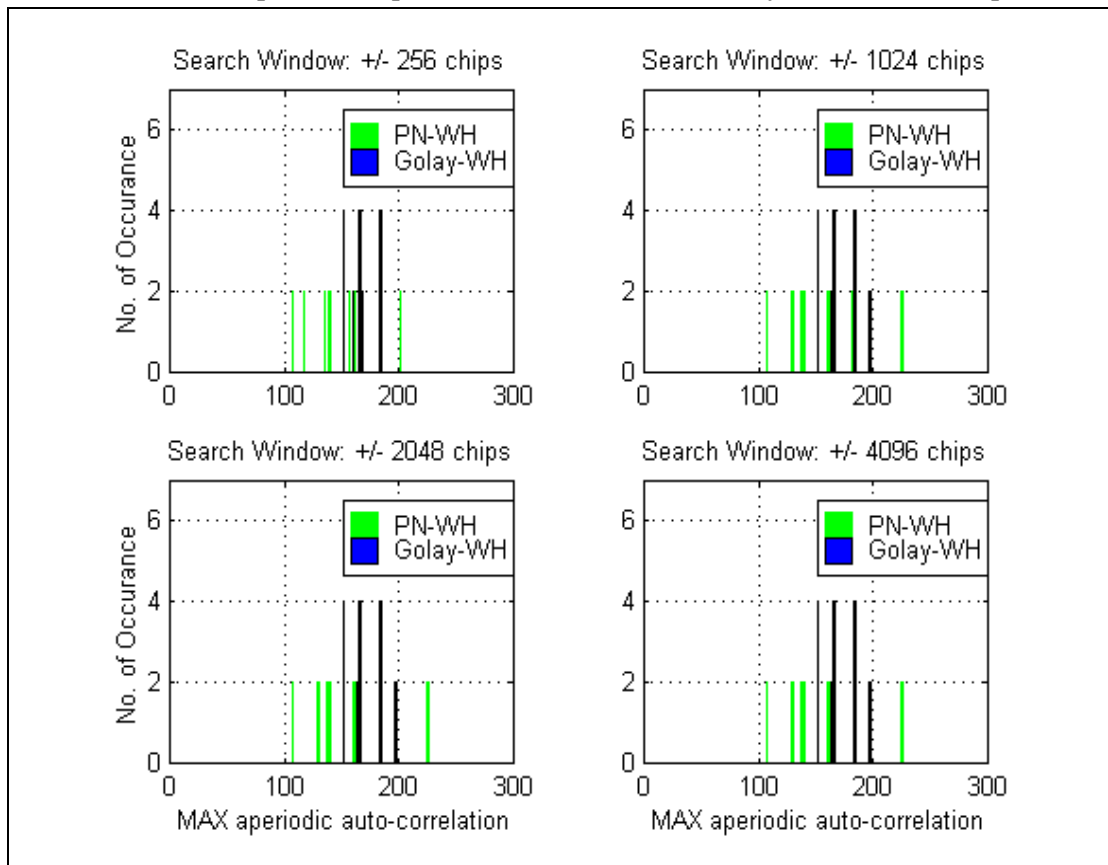 Search Window: +/- 256 chips
No. of Occurance
6
4
2
0
0 100 200 300
PN-WH
Golay-WH
Search Window: +/- 1024 chips
6
4
2
0
0 100 200 300
PN-WH
Golay-WH
Search Window: +/- 2048 chips
No. of Occurance
6
4
2
0
0 100 200 300
MAX aperiodic auto-correlation
PN-WH
Golay-WH
Search Window: +/- 4096 chips
6
4
2
0
0 100 200 300
MAX aperiodic auto-correlation
PN-WH
Golay-WH